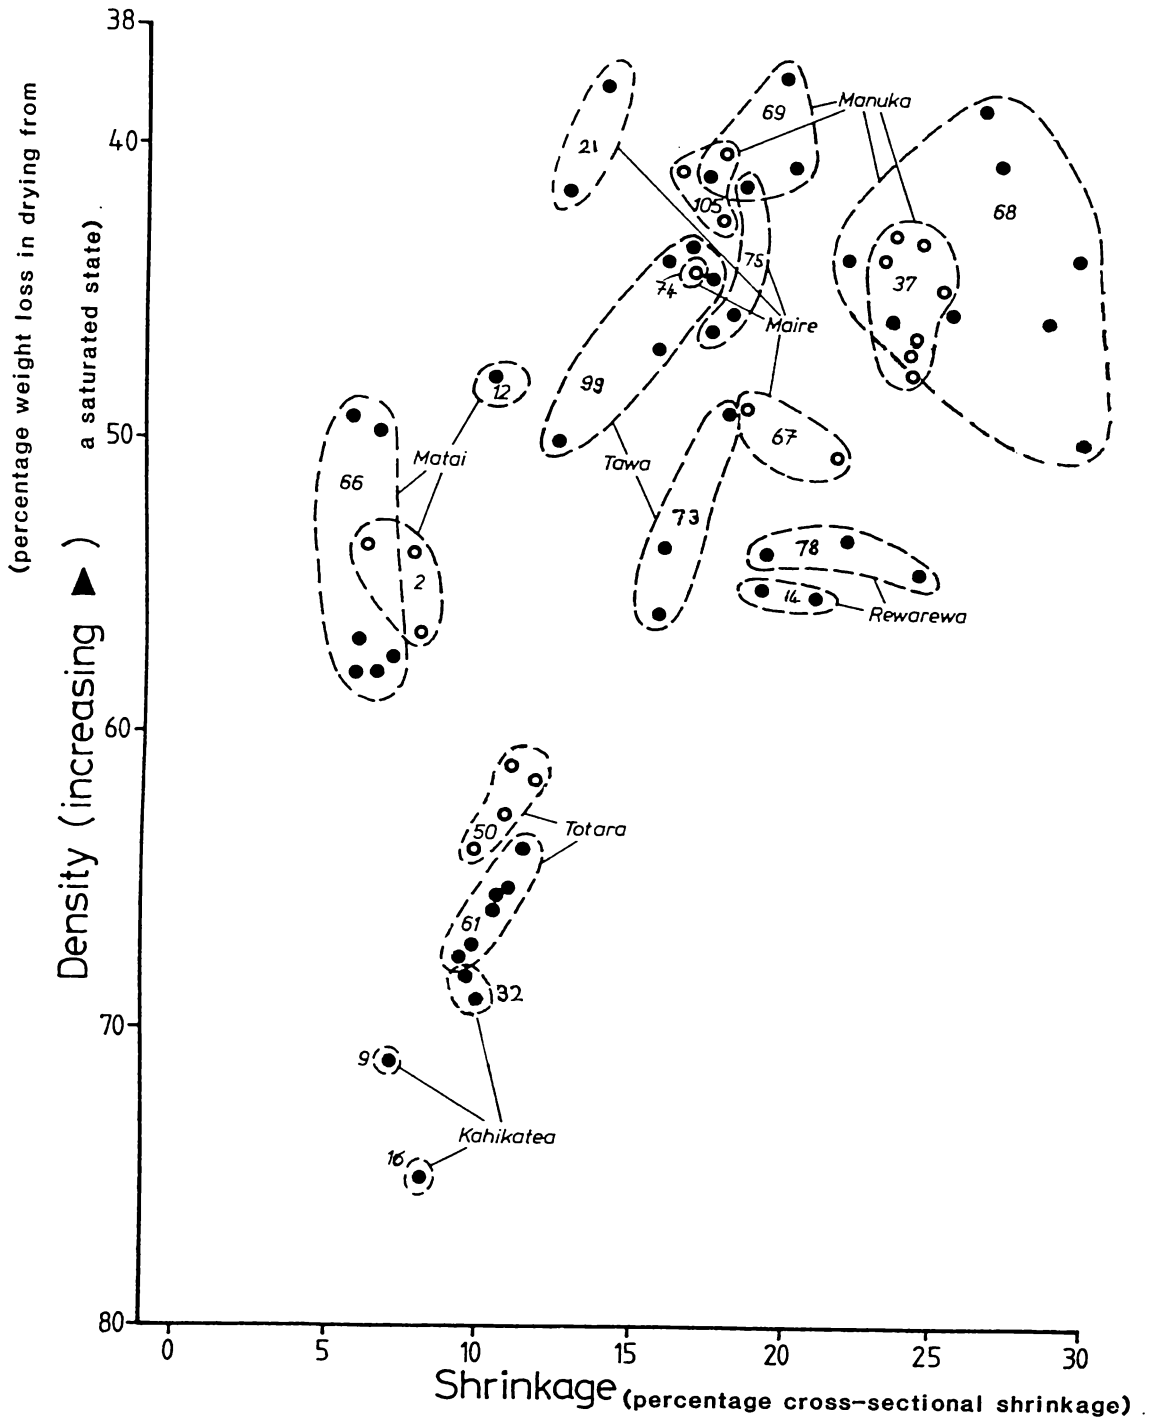 38
40
50
60
70
80
(percentage weight loss in drying from
a saturated state).
Density (increasing ▶ )
69
Manuka
21
68
105
75
37
74
Maire
99
12
67
Matai
Tawa
66
73
78
2
14
Rewarewa
50
Totara
61
32
9
Kahikatea
16
0 5 10 15 20 25 30
Shrinkage (percentage cross-sectional shrinkage).